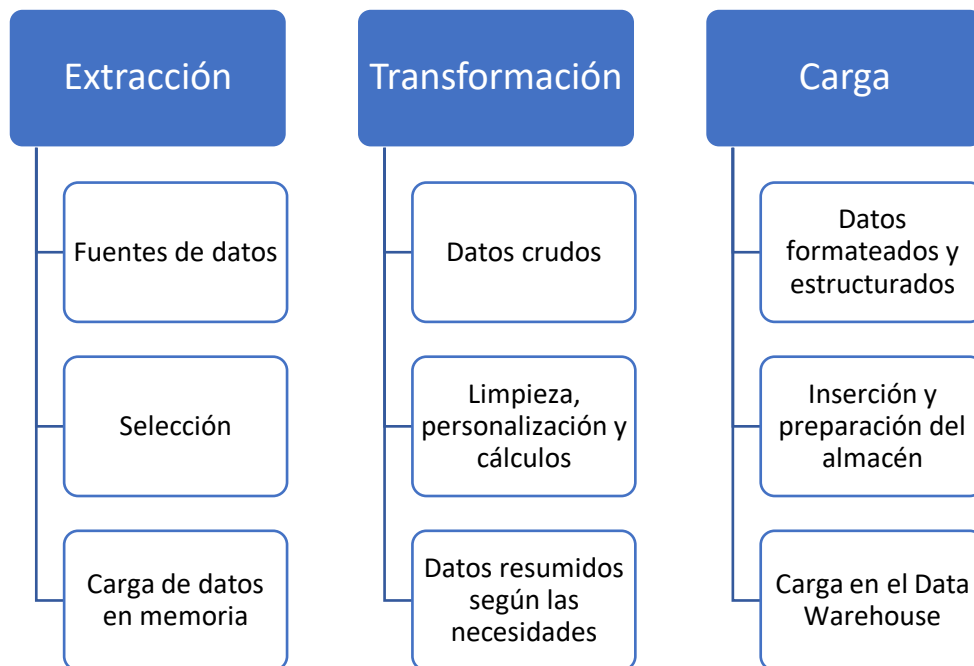 Extracción
Fuentes de datos
Selección
Carga de datos
en memoria
Transformación
Datos crudos
Limpieza,
personalización y
cálculos
Datos resumidos
según las
necesidades
Carga
Datos
formateados y
estructurados
Inserción y
preparación del
almacén
Carga en el Data
Warehouse